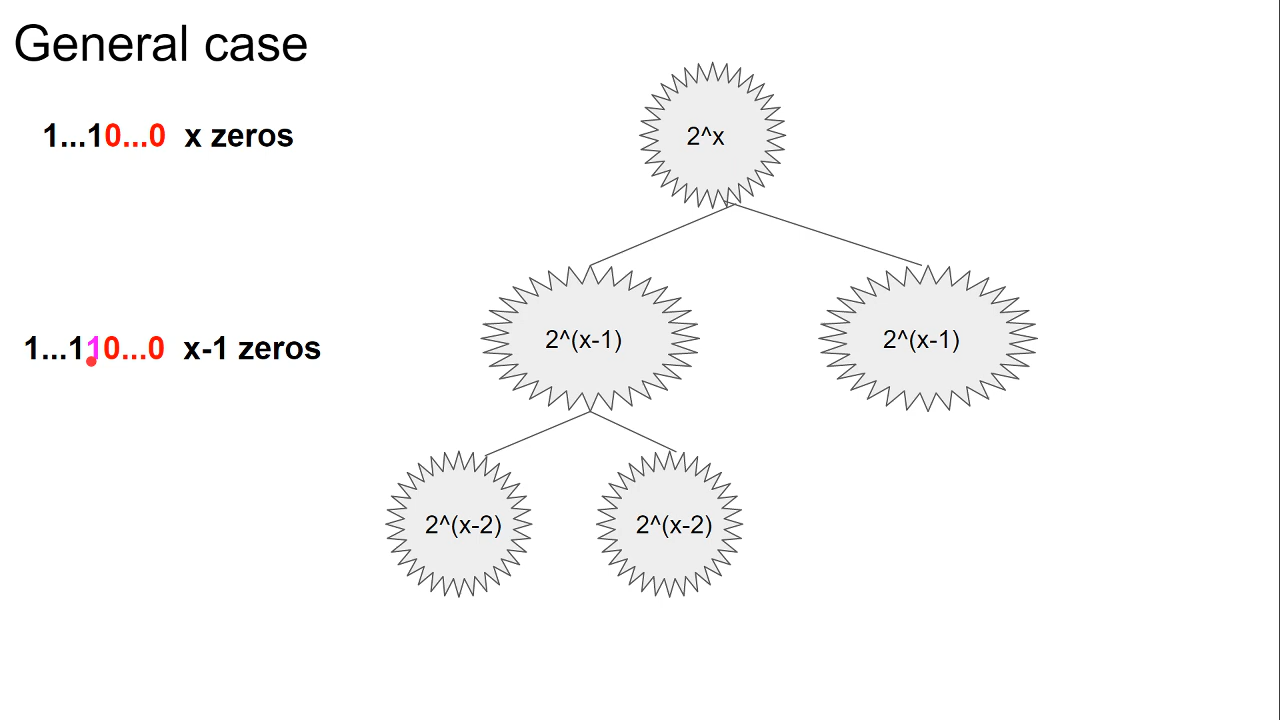 General case
1...10...0 x zeros
2^x
1...110...0 x-1 zeros
2^(x-1)
2^(x-1)
2^(x-2)
2^(x-2)